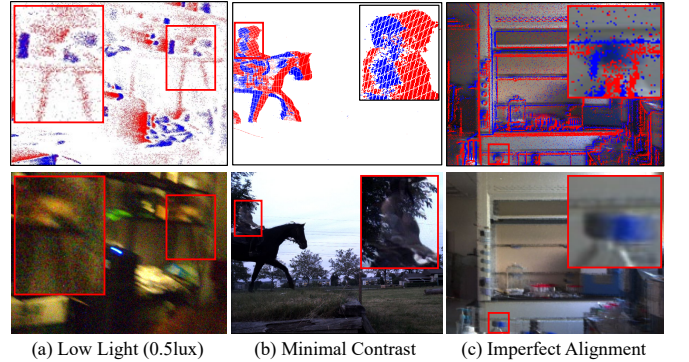 (a) Low Light (0.5lux)
(b) Minimal Contrast
(c) Imperfect Alignment